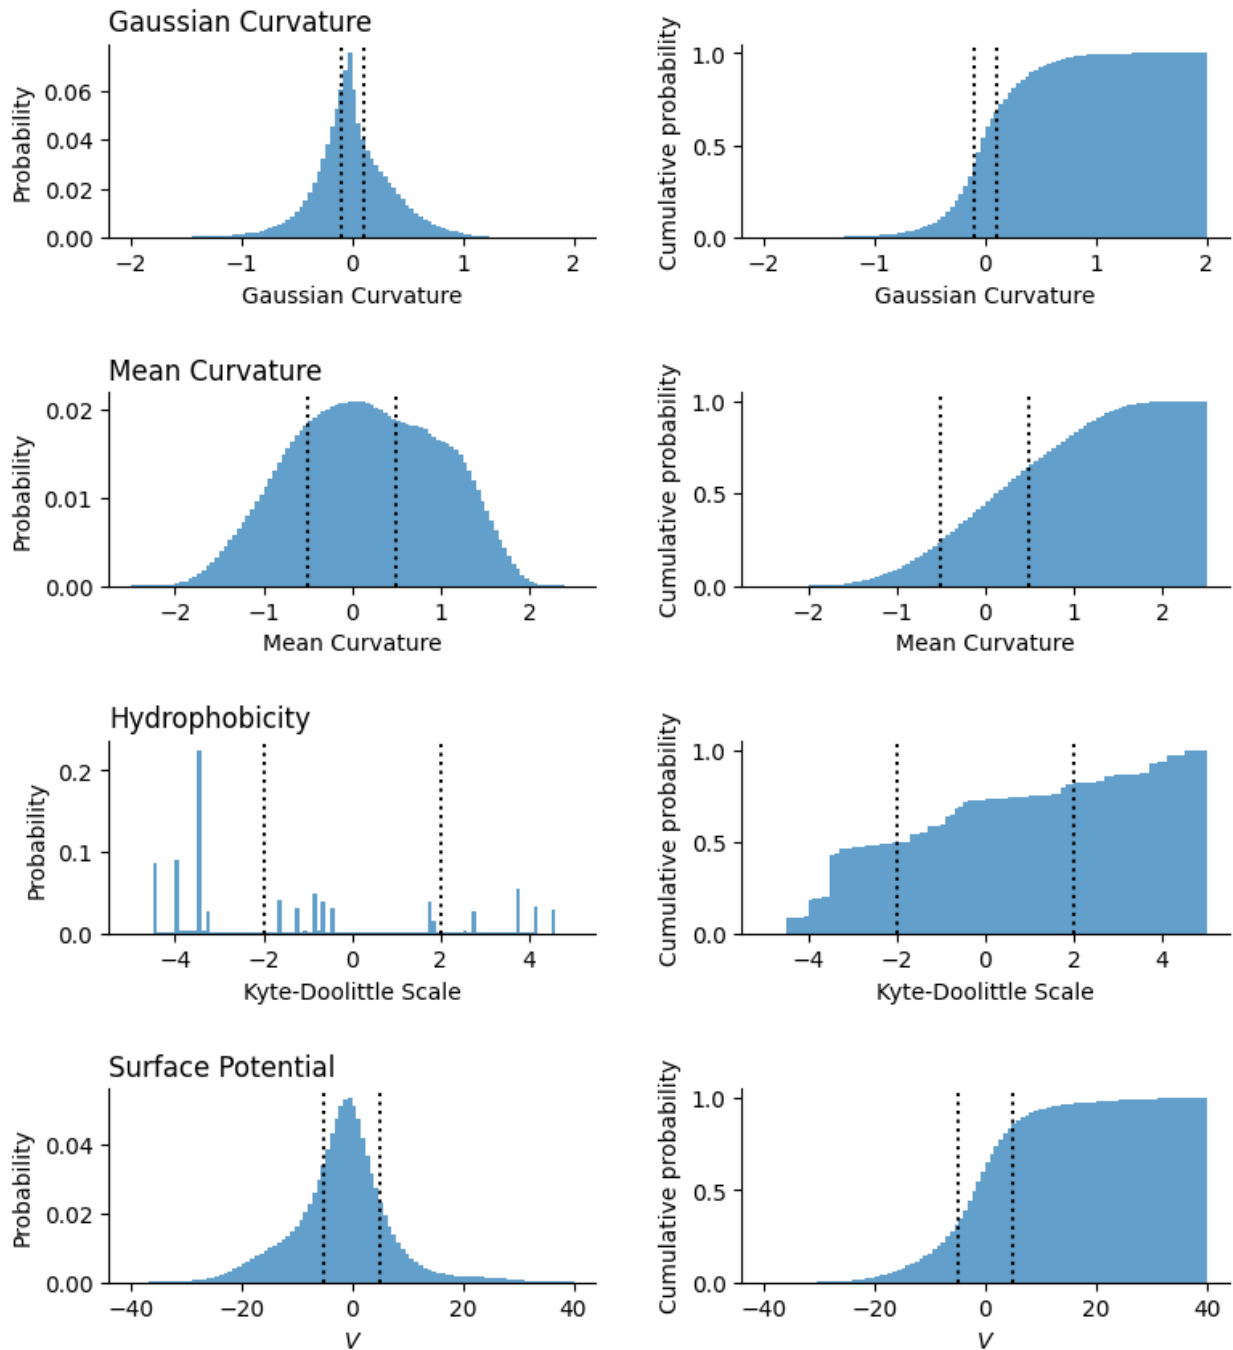 Gaussian Curvature
Probability
0.06
0.04
0.02
0.00
−2 −1 0 1 2
Gaussian Curvature
Cumulative probability
1.0
0.5
0.0
−2 −1 0 1 2
Gaussian Curvature
Mean Curvature
Probability
0.02
0.01
0.00
−2 −1 0 1 2
Mean Curvature
Cumulative probability
1.0
0.5
0.0
−2 −1 0 1 2
Mean Curvature
Hydrophobicity
Probability
0.2
0.1
0.0
−4 −2 0 2 4
Kyte-Doolittle Scale
Cumulative probability
1.0
0.5
0.0
−4 −2 0 2 4
Kyte-Doolittle Scale
Surface Potential
Probability
0.04
0.02
0.00
−40 −20 0 20 40
V
Cumulative probability
1.0
0.5
0.0
−40 −20 0 20 40
V